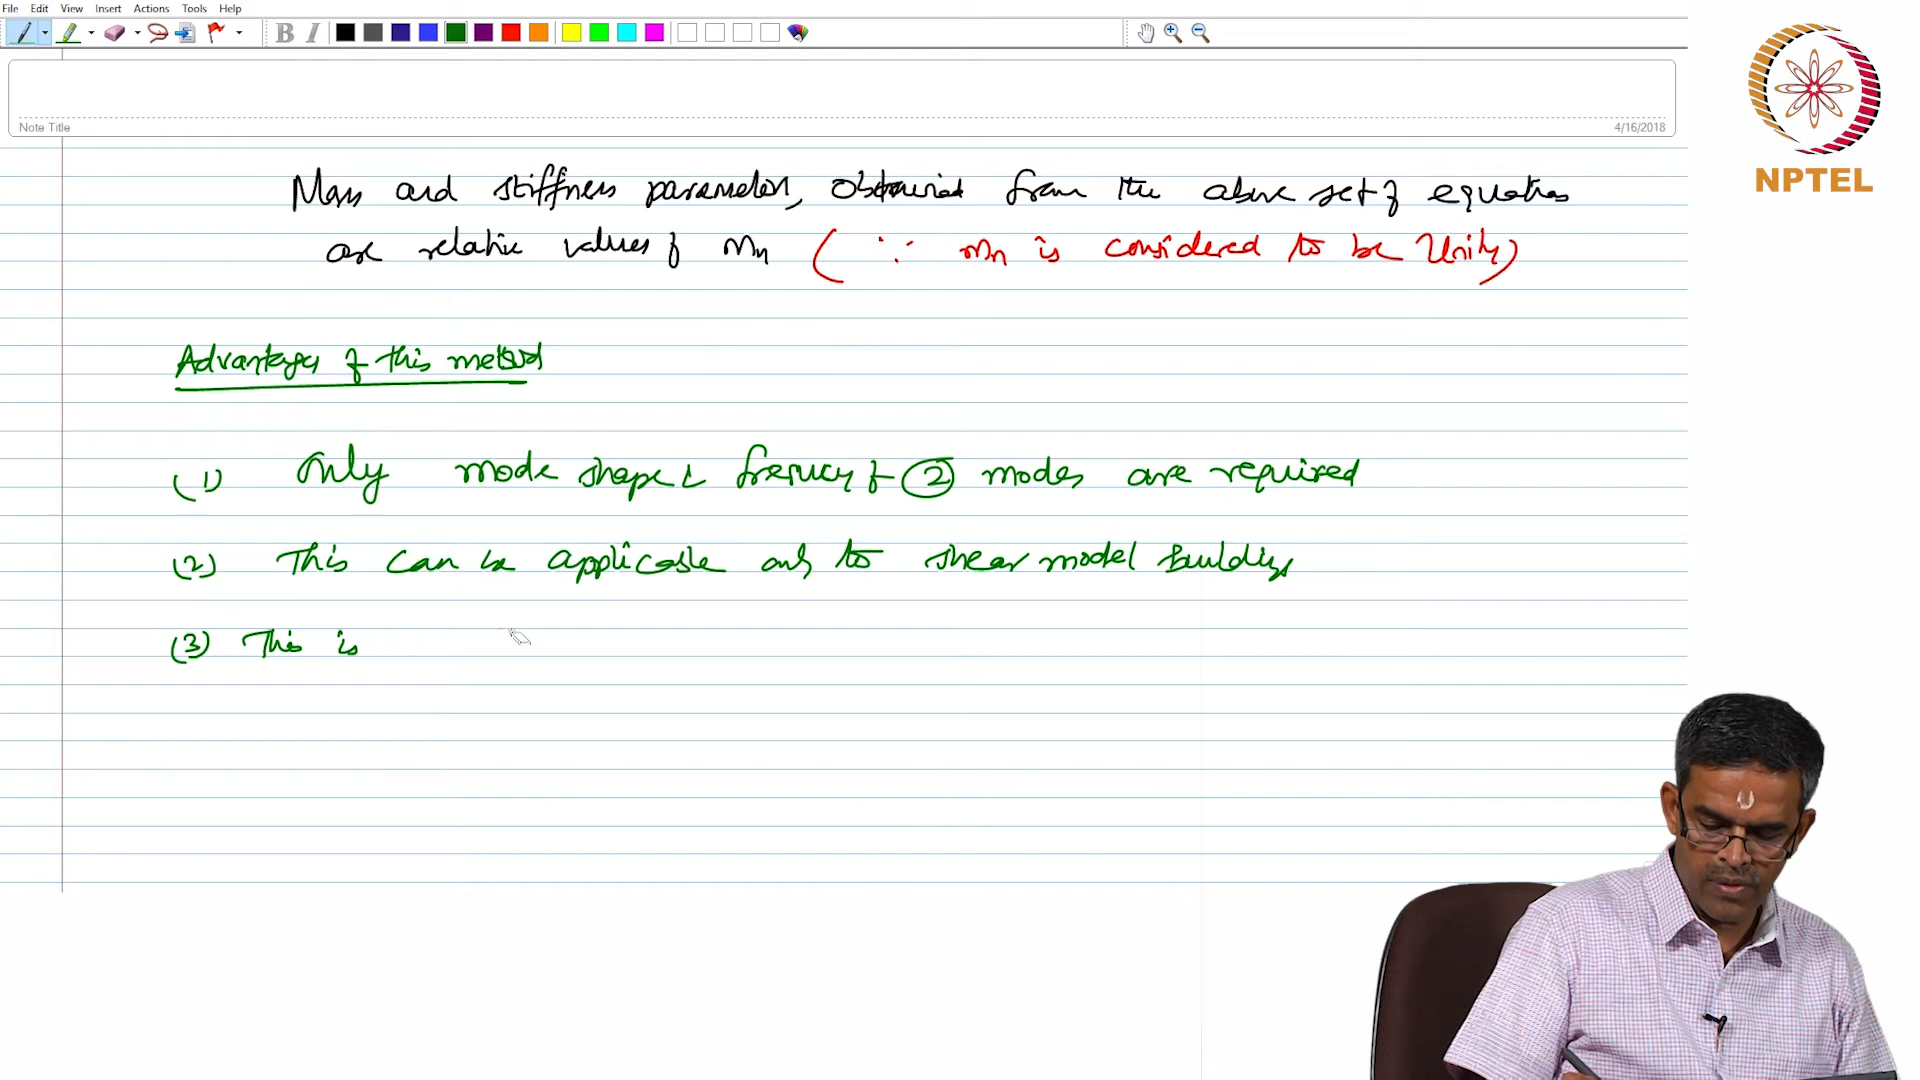 File Edit View Insert Actions Tools Help
B I
Note Title
4/16/2018
NPTEL
Mass and stiffness parameters, obtained from the above set of equations
are relative values of mn (∵ mn is considered to be Unity)
Advantages of this method
(1) Only mode shape & frequency of 2 modes are required
(2) This can be applicable only to shear model buildings
(3) This is